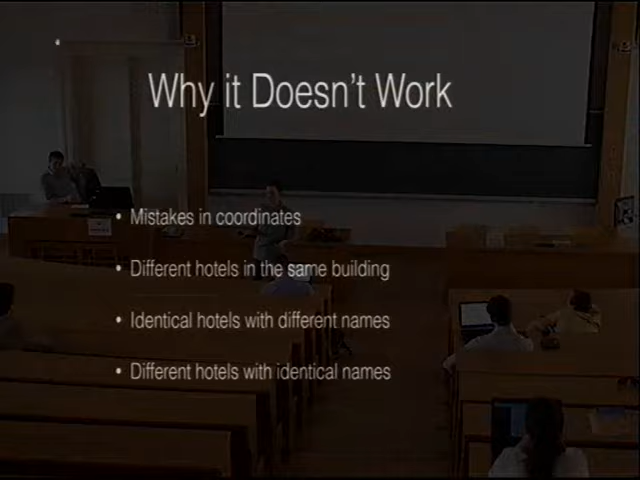 Why it Doesn't Work
• Mistakes in coordinates
• Different hotels in the same building
• Identical hotels with different names
• Different hotels with identical names